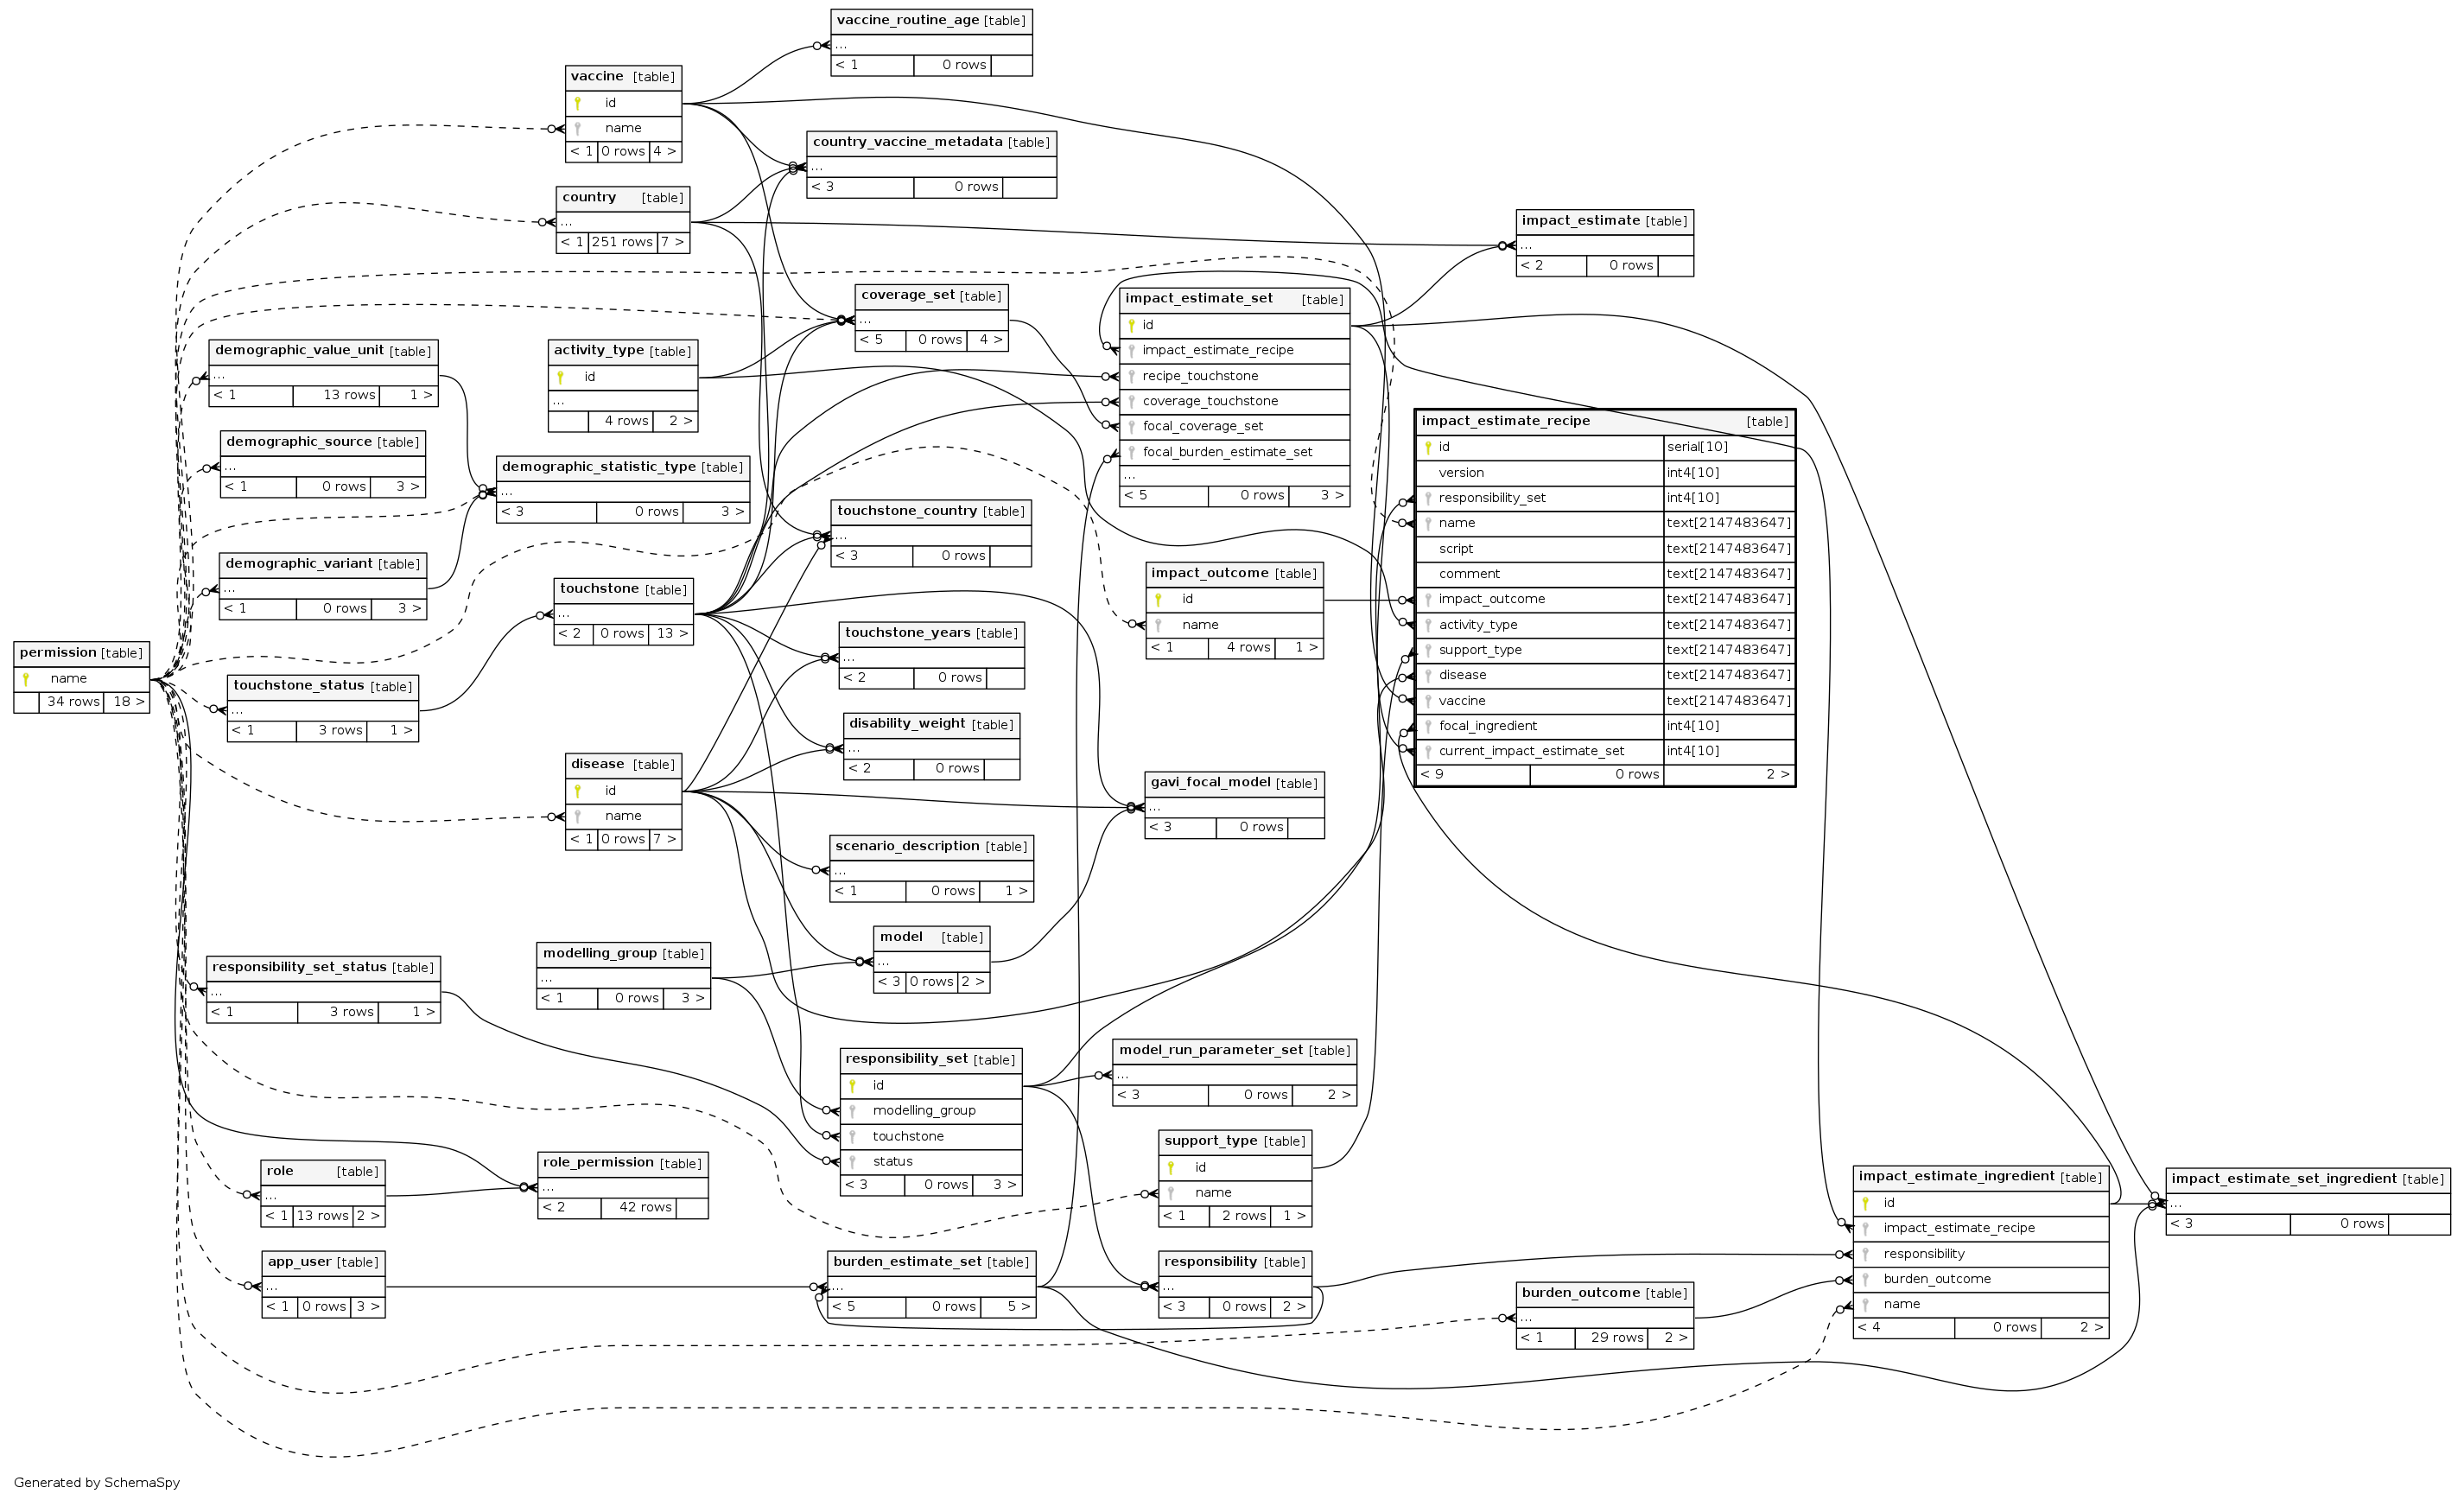 vaccine_routine_age [table]
...
< 1 0 rows
vaccine [table]
id
name
< 1 0 rows 4 >
country_vaccine_metadata [table]
...
< 3 0 rows
country [table]
...
< 1 251 rows 7 >
impact_estimate [table]
...
< 2 0 rows
coverage_set [table]
...
< 5 0 rows 4 >
impact_estimate_set [table]
id
impact_estimate_recipe
recipe_touchstone
coverage_touchstone
focal_coverage_set
focal_burden_estimate_set
...
< 5 0 rows 3 >
demographic_value_unit [table]
...
< 1 13 rows 1 >
activity_type [table]
id
...
4 rows 2 >
impact_estimate_recipe [table]
id serial[10]
version int4[10]
responsibility_set int4[10]
name text[2147483647]
script text[2147483647]
comment text[2147483647]
impact_outcome text[2147483647]
activity_type text[2147483647]
support_type text[2147483647]
disease text[2147483647]
vaccine text[2147483647]
focal_ingredient int4[10]
current_impact_estimate_set int4[10]
< 9 0 rows 2 >
demographic_source [table]
...
< 1 0 rows 3 >
demographic_statistic_type [table]
...
< 3 0 rows 3 >
touchstone_country [table]
...
< 3 0 rows
demographic_variant [table]
...
< 1 0 rows 3 >
touchstone [table]
...
< 2 0 rows 13 >
impact_outcome [table]
id
name
< 1 4 rows 1 >
touchstone_years [table]
...
< 2 0 rows
permission [table]
name
34 rows 18 >
touchstone_status [table]
...
< 1 3 rows 1 >
disability_weight [table]
...
< 2 0 rows
disease [table]
id
name
< 1 0 rows 7 >
gavi_focal_model [table]
...
< 3 0 rows
scenario_description [table]
...
< 1 0 rows 1 >
model [table]
...
< 3 0 rows 2 >
modelling_group [table]
...
< 1 0 rows 3 >
responsibility_set_status [table]
...
< 1 3 rows 1 >
responsibility_set [table]
id
modelling_group
touchstone
status
< 3 0 rows 3 >
model_run_parameter_set [table]
...
< 3 0 rows 2 >
support_type [table]
id
name
< 1 2 rows 1 >
role [table]
...
< 1 13 rows 2 >
role_permission [table]
...
< 2 42 rows
impact_estimate_ingredient [table]
id
impact_estimate_recipe
responsibility
burden_outcome
name
< 4 0 rows 2 >
impact_estimate_set_ingredient [table]
...
< 3 0 rows
app_user [table]
...
< 1 0 rows 3 >
burden_estimate_set [table]
...
< 5 0 rows 5 >
responsibility [table]
...
< 3 0 rows 2 >
burden_outcome [table]
...
< 1 29 rows 2 >
Generated by SchemaSpy